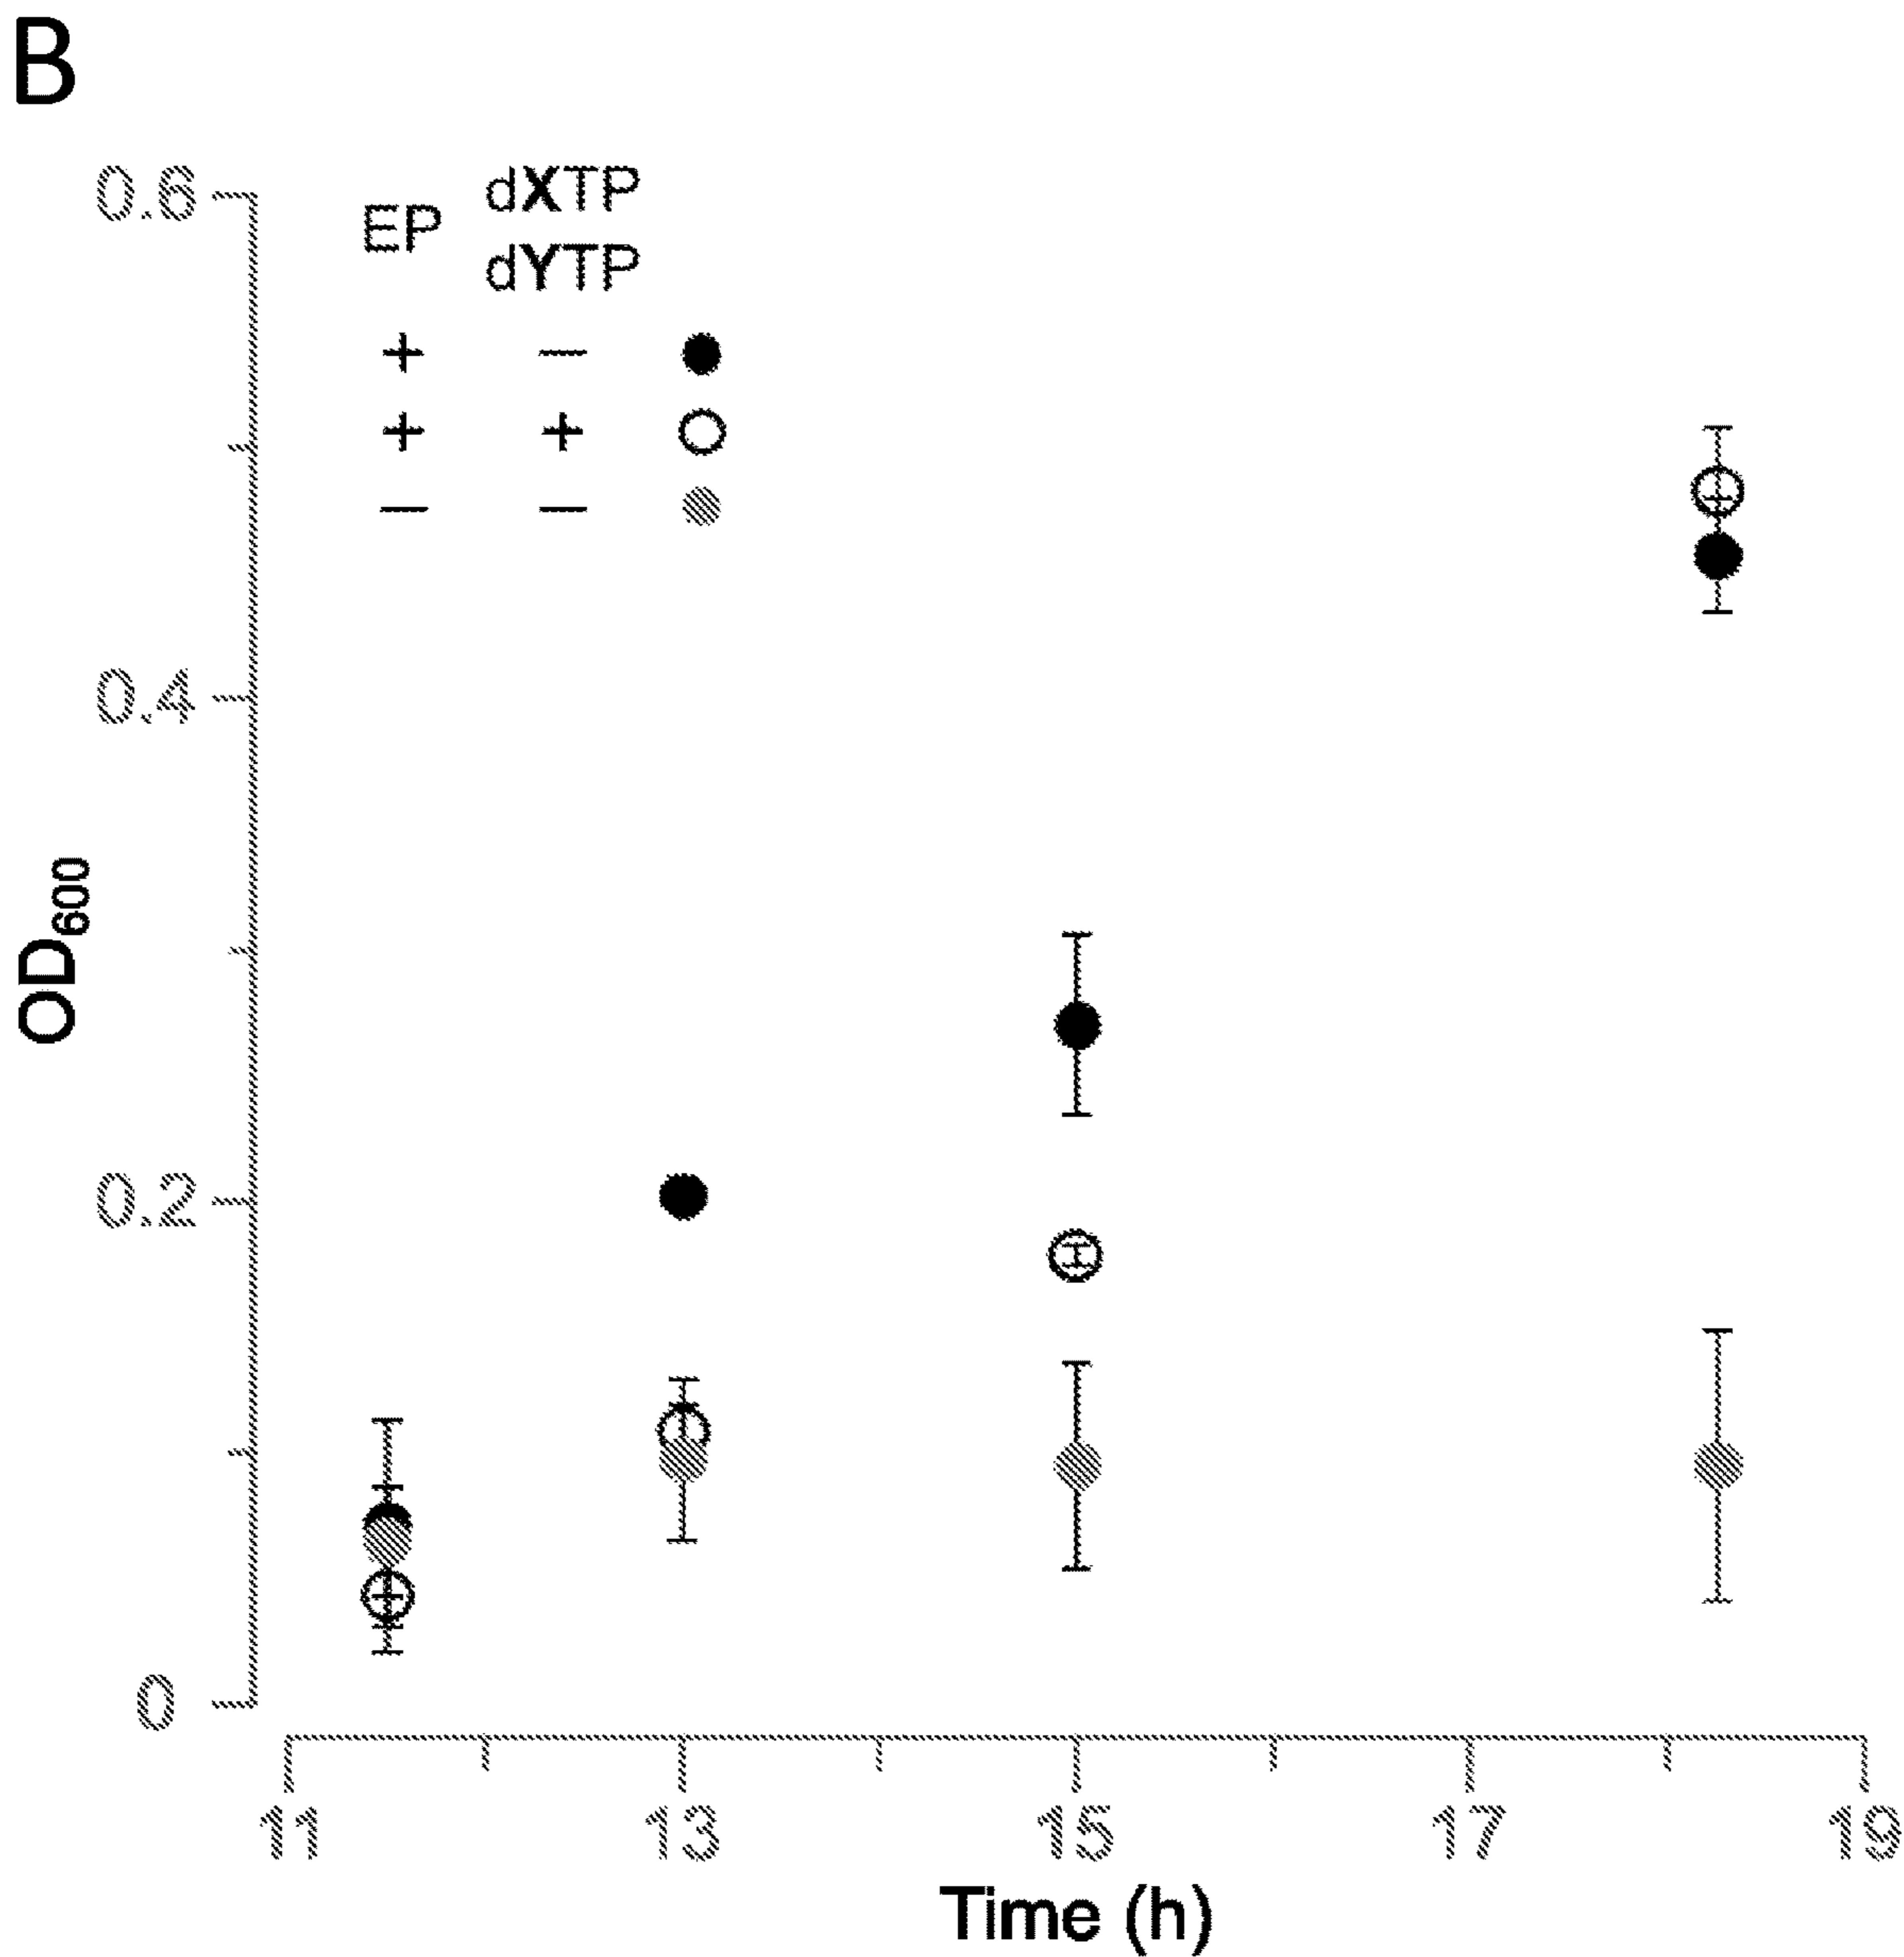 B
EP
dXTP
dYTP
+ −
+ +
− −
0.6
0.4
0.2
0
OD600
11 13 15 17 19
Time (h)